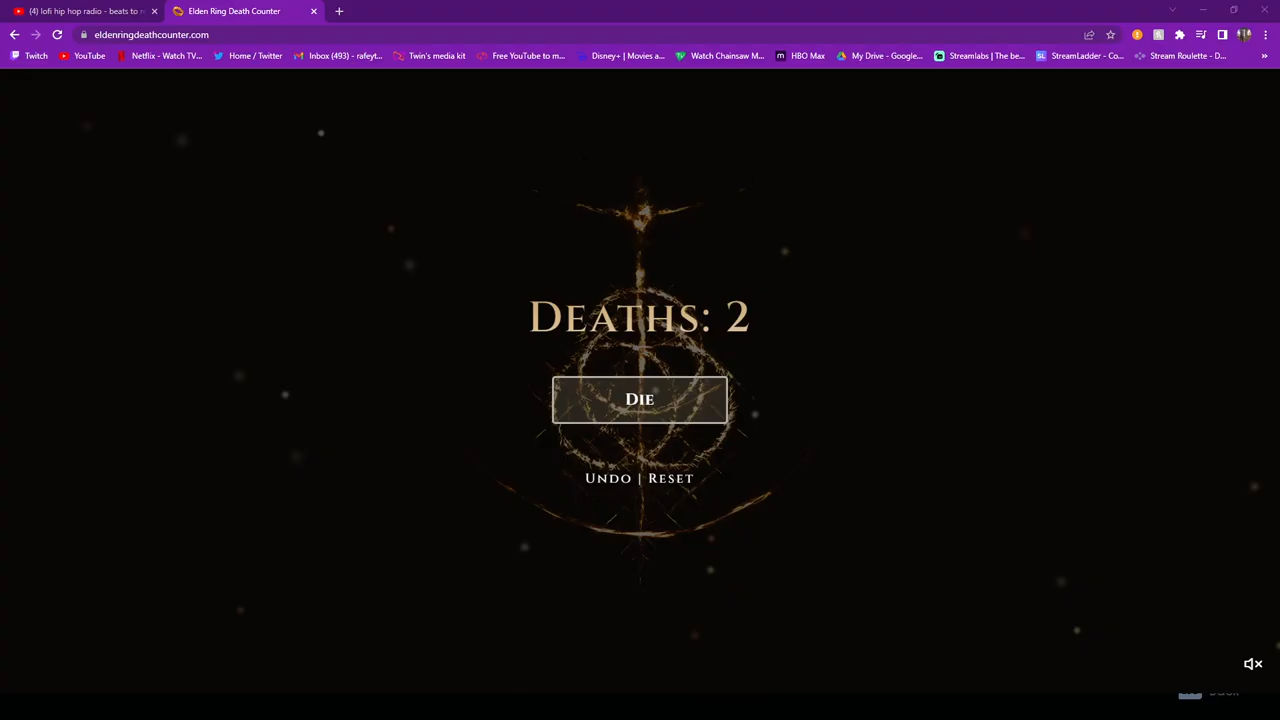 (4) lofi hip hop radio - beats to r
Elden Ring Death Counter
eldenringdeathcounter.com
Twitch
YouTube
Netflix - Watch TV...
Home / Twitter
Inbox (493) - rafeyt...
Twin's media kit
Free YouTube to m...
Disney+ | Movies a...
Watch Chainsaw M...
HBO Max
My Drive - Google...
Streamlabs | The be...
StreamLadder - Co...
Stream Roulette - D...
Deaths: 2
Die
Undo | Reset